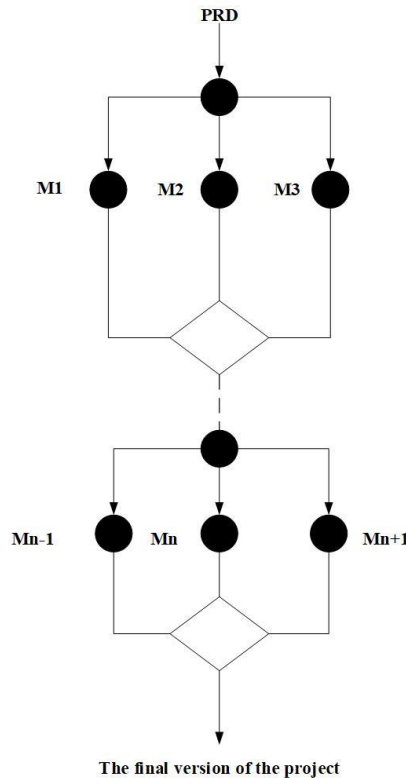 PRD
M1
M2
M3
Mn-1
Mn
Mn+1
The final version of the project